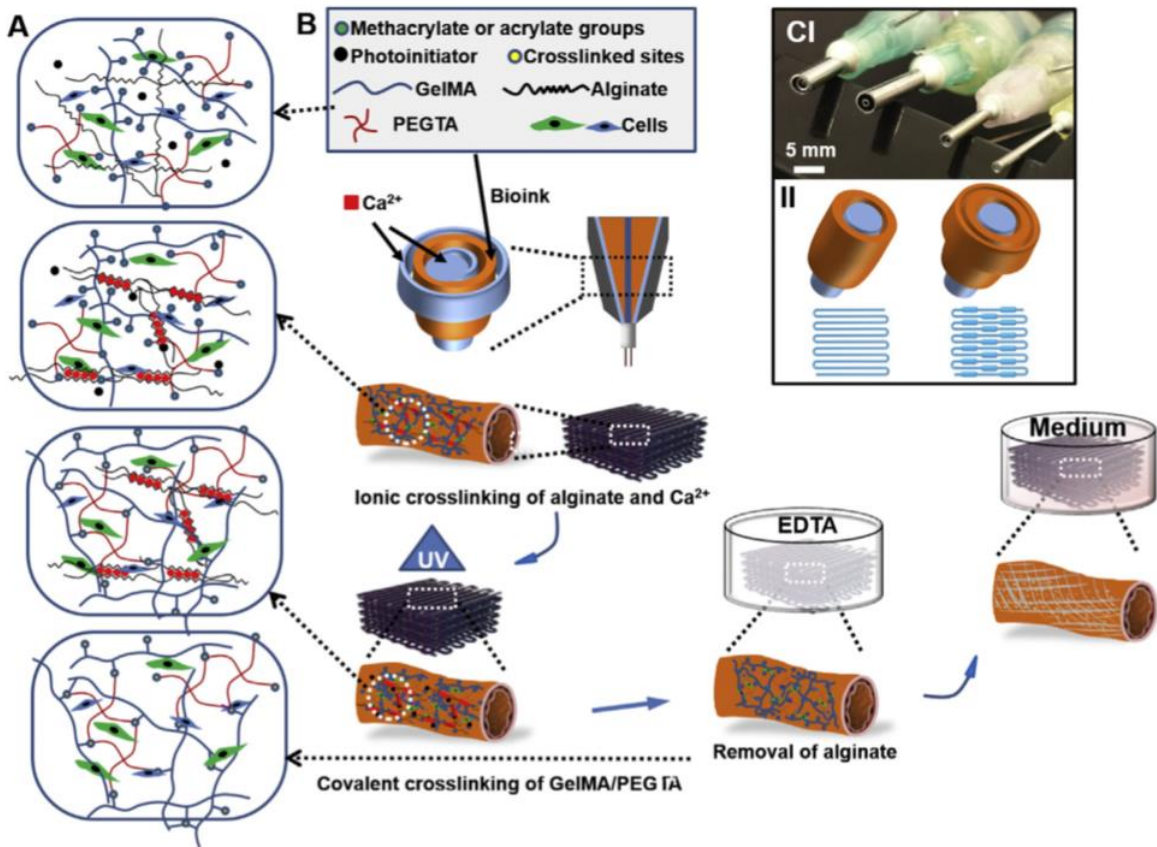 A
B
Methacrylate or acrylate groups
Photoinitiator
Crosslinked sites
GelMA
Alginate
PEGTA
Cells
CI
5 mm
II
Ca²⁺
Bioink
Ionic crosslinking of alginate and Ca²⁺
UV
EDTA
Medium
Removal of alginate
Covalent crosslinking of GelMA/PEGTA